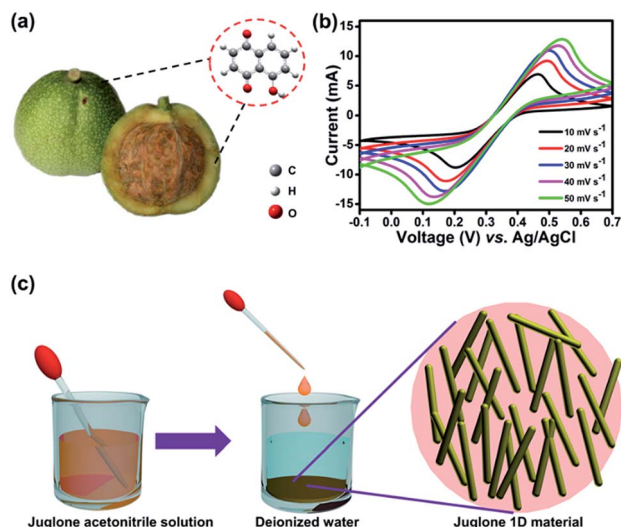 (a)
C
H
O
(b)
Current (mA)
15
10
5
0
-5
-10
-15
10 mV s⁻¹
20 mV s⁻¹
30 mV s⁻¹
40 mV s⁻¹
50 mV s⁻¹
-0.1 0.0 0.1 0.2 0.3 0.4 0.5 0.6 0.7
Voltage (V) vs. Ag/AgCl
(c)
Juglone acetonitrile solution
Deionized water
Juglone 1D material